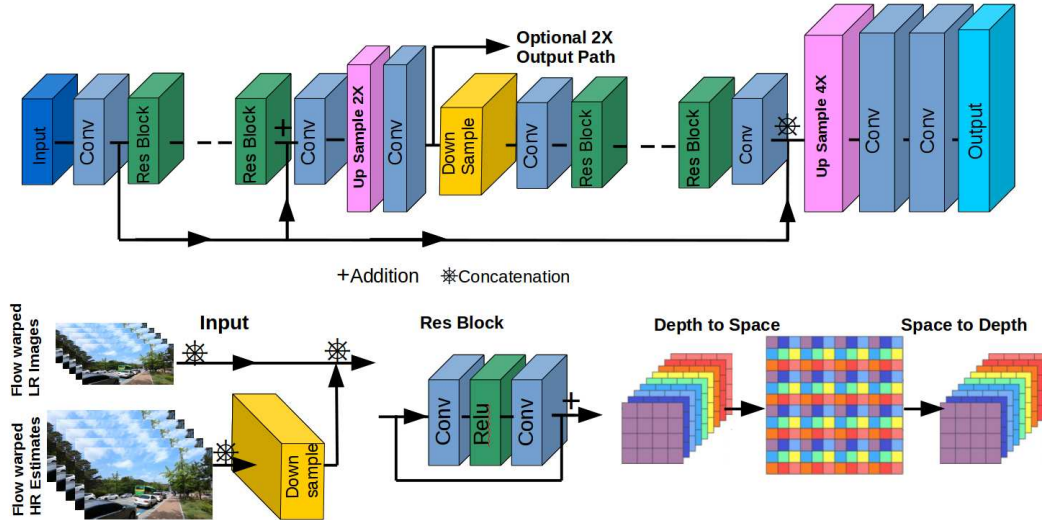 Optional 2X
Output Path
Input
Conv
Res Block
Res Block
+
Conv
Up Sample 2X
Conv
Down
Sample
Conv
Res Block
Res Block
Conv
Up Sample 4X
Conv
Conv
Output
+Addition
Concatenation
Flow warped
LR Images
Input
Flow warped
HR Estimates
Down
sample
Res Block
Conv
Relu
Conv
+
Depth to Space
Space to Depth